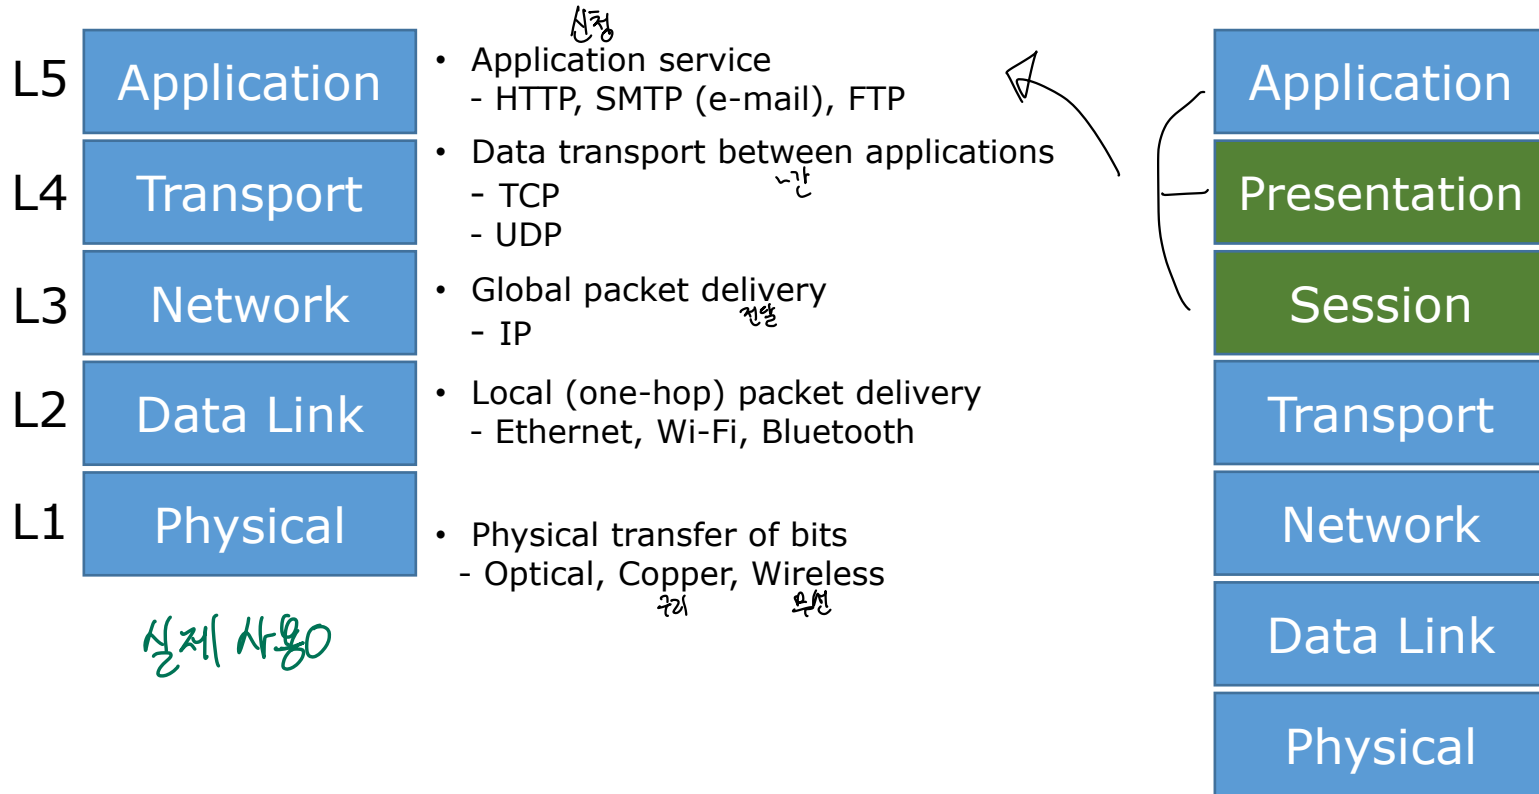 L5
Application
신청
• Application service
- HTTP, SMTP (e-mail), FTP
L4
Transport
• Data transport between applications
~간
- TCP
- UDP
L3
Network
• Global packet delivery
전달
- IP
L2
Data Link
• Local (one-hop) packet delivery
- Ethernet, Wi-Fi, Bluetooth
L1
Physical
• Physical transfer of bits
- Optical, Copper, Wireless
구리 무선
실제 사용O
Application
Presentation
Session
Transport
Network
Data Link
Physical